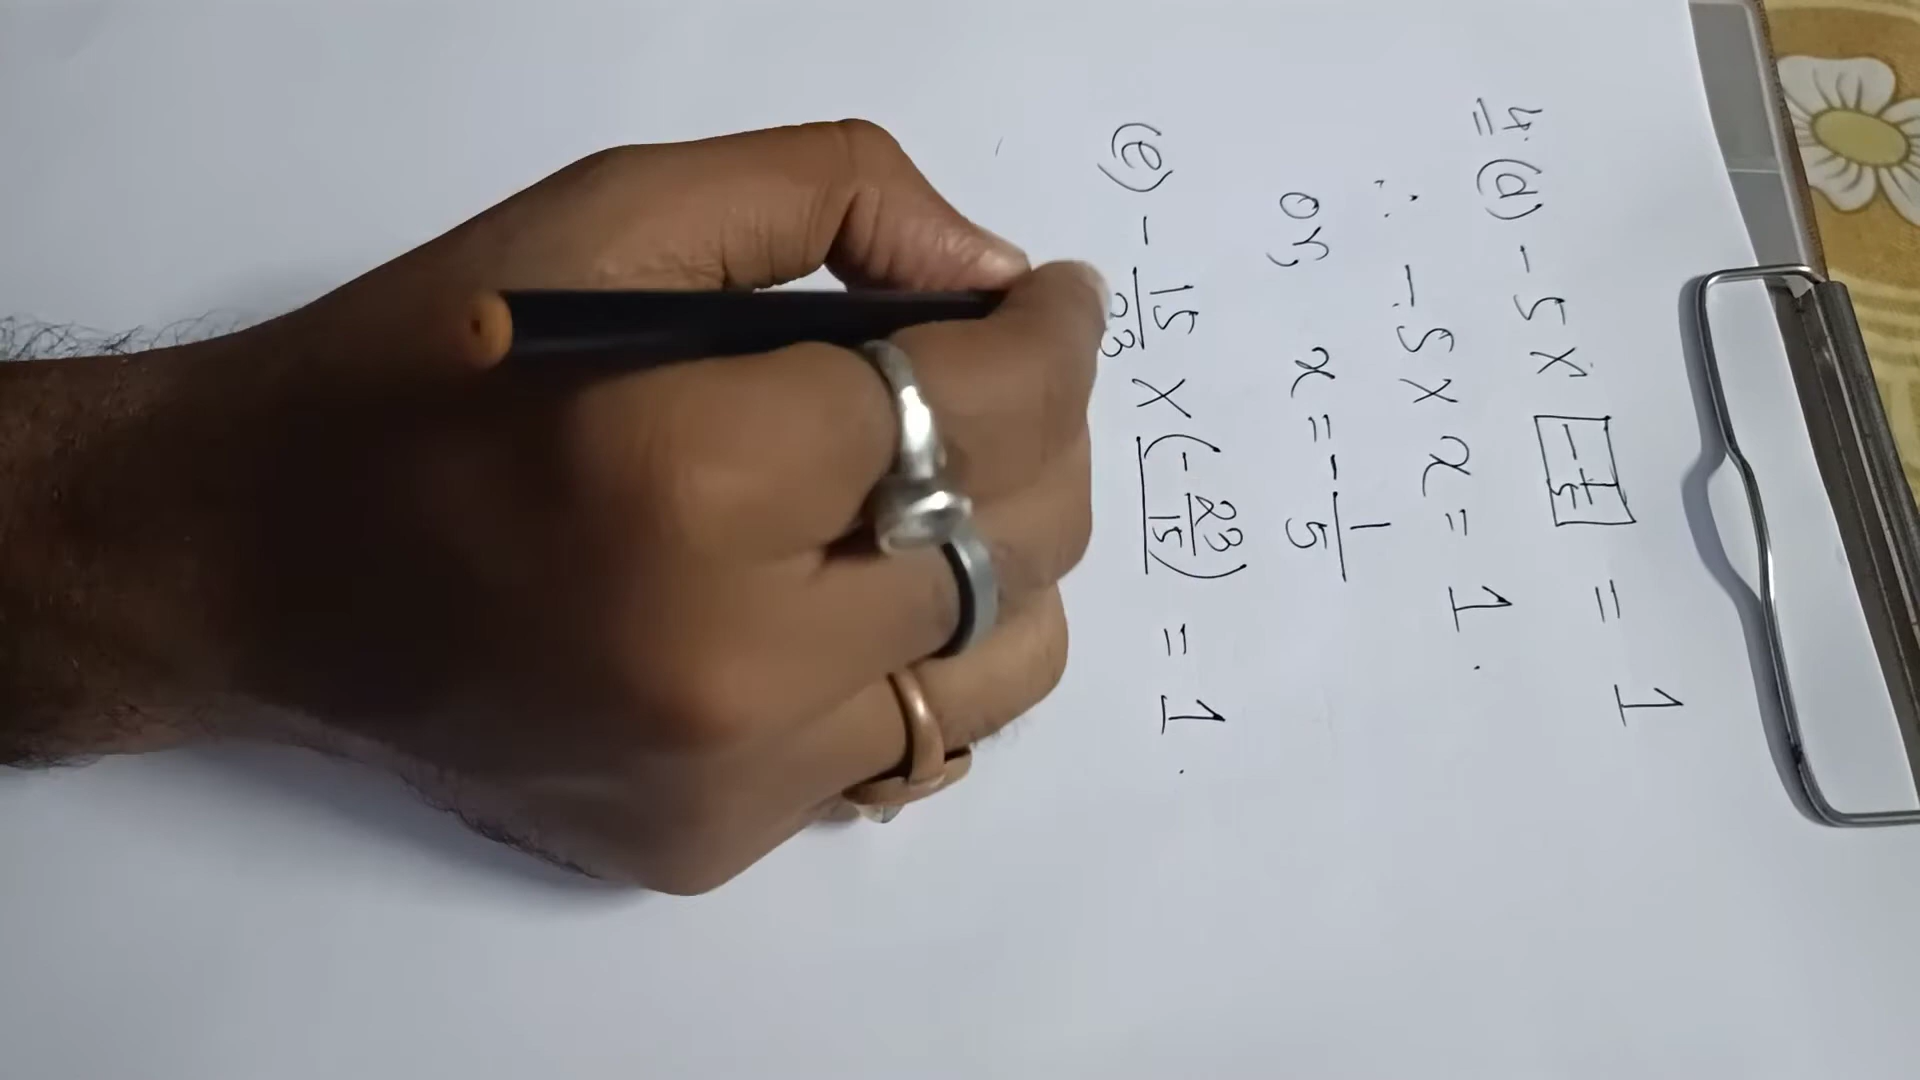 4. (d) - 5 × -1/5 = 1
∴ - 5 × x = 1.
or, x = - 1/5
(e) - 15/23 × (- 23/15) = 1.